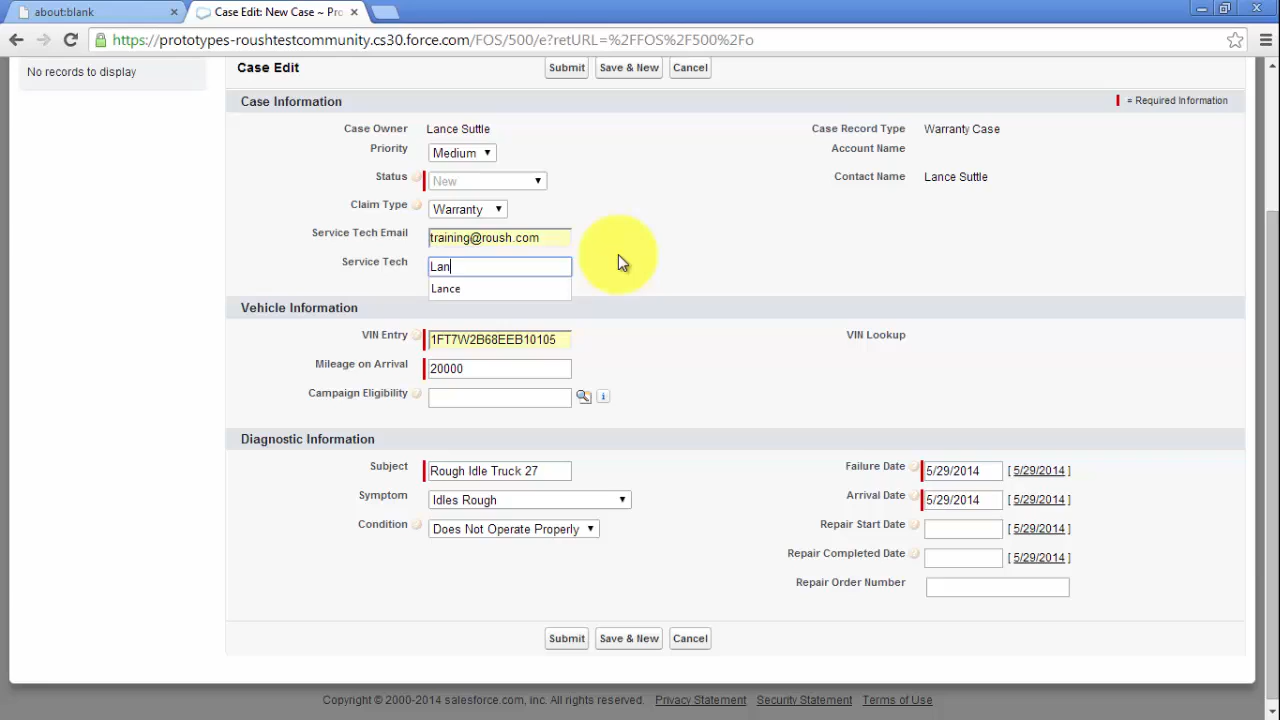 about:blank
Case Edit: New Case ~ Pro
https://prototypes-roushtestcommunity.cs30.force.com/FOS/500/e?retURL=%2FFOS%2F500%2Fo
No records to display
Case Edit
Submit
Save & New
Cancel
Case Information
= Required Information
Case Owner Lance Suttle
Case Record Type Warranty Case
Priority Medium
Account Name
Status New
Contact Name Lance Suttle
Claim Type Warranty
Service Tech Email training@roush.com
Service Tech Lan
Lance
Vehicle Information
VIN Entry 1FT7W2B68EEB10105
VIN Lookup
Mileage on Arrival 20000
Campaign Eligibility
Diagnostic Information
Subject Rough Idle Truck 27
Failure Date 5/29/2014 [ 5/29/2014 ]
Symptom Idles Rough
Arrival Date 5/29/2014 [ 5/29/2014 ]
Condition Does Not Operate Properly
Repair Start Date [ 5/29/2014 ]
Repair Completed Date [ 5/29/2014 ]
Repair Order Number
Submit
Save & New
Cancel
Copyright © 2000-2014 salesforce.com, inc. All rights reserved. Privacy Statement Security Statement Terms of Use